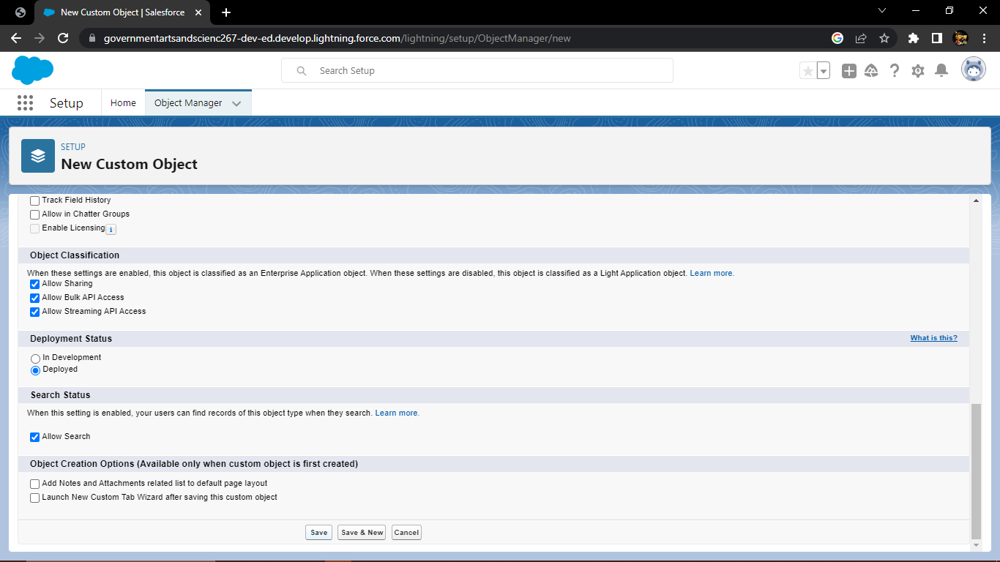 New Custom Object | Salesforce
governmentartsandscienc267-dev-ed.develop.lightning.force.com/lightning/setup/ObjectManager/new
Search Setup
Setup
Home
Object Manager
SETUP
New Custom Object
Track Field History
Allow in Chatter Groups
Enable Licensing i
Object Classification
When these settings are enabled, this object is classified as an Enterprise Application object. When these settings are disabled, this object is classified as a Light Application object. Learn more.
Allow Sharing
Allow Bulk API Access
Allow Streaming API Access
Deployment Status
What is this?
In Development
Deployed
Search Status
When this setting is enabled, your users can find records of this object type when they search. Learn more.
Allow Search
Object Creation Options (Available only when custom object is first created)
Add Notes and Attachments related list to default page layout
Launch New Custom Tab Wizard after saving this custom object
Save Save & New Cancel